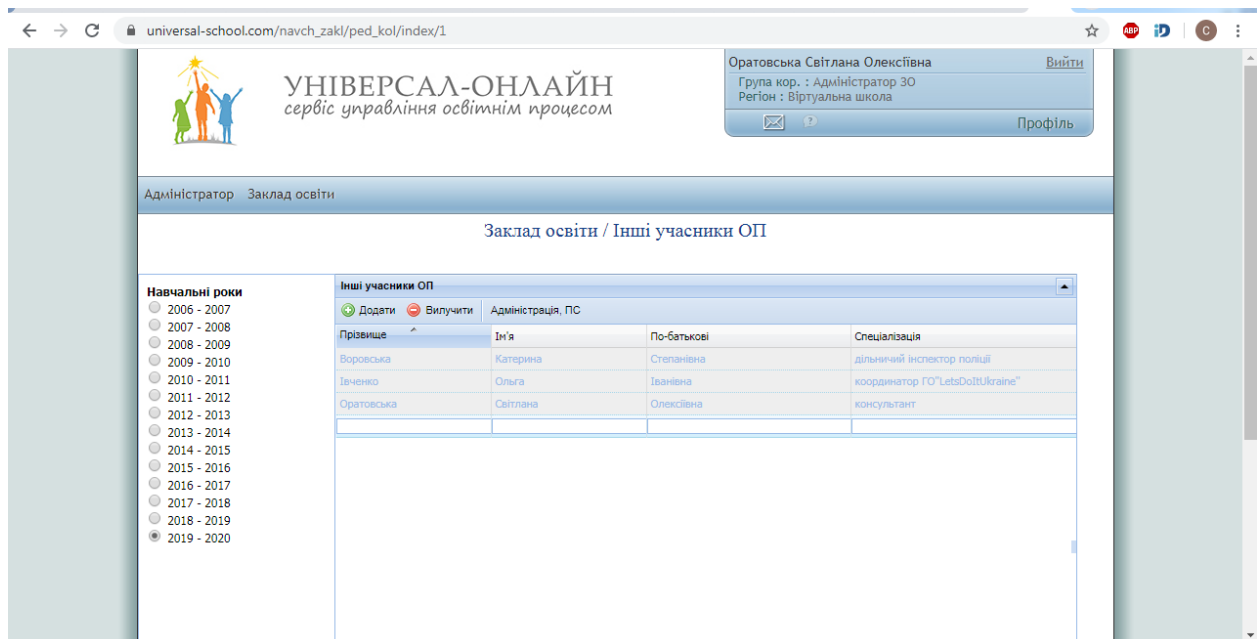 universal-school.com/navch_zakl/ped_kol/index/1
ABP
iD
C
УНІВЕРСАЛ-ОНЛАЙН
сервіс управління освітнім процесом
Оратовська Світлана Олексіївна Вийти
Група кор. : Адміністратор ЗО
Регіон : Віртуальна школа
? Профіль
Адміністратор Заклад освіти
Заклад освіти / Інші учасники ОП
Навчальні роки
2006 - 2007
2007 - 2008
2008 - 2009
2009 - 2010
2010 - 2011
2011 - 2012
2012 - 2013
2013 - 2014
2014 - 2015
2015 - 2016
2016 - 2017
2017 - 2018
2018 - 2019
2019 - 2020
Інші учасники ОП
Додати Вилучити Адміністрація, ПС
Прізвище Ім'я По-батькові Спеціалізація
Воровська Катерина Степанівна дільничий інспектор поліції
Івченко Ольга Іванівна координатор ГО"LetsDoItUkraine"
Оратовська Світлана Олексіївна консультант